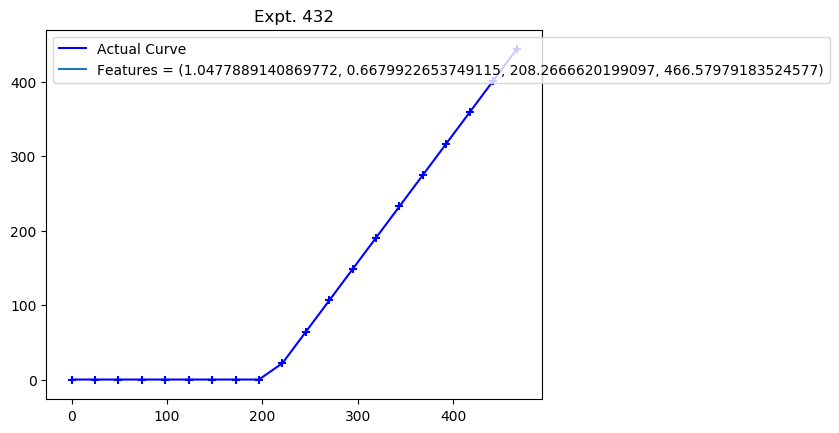 Expt. 432
Actual Curve
Features = (1.0477889140869772, 0.6679922653749115, 208.2666620199097, 466.57979183524577)
400
300
200
100
0
0 100 200 300 400